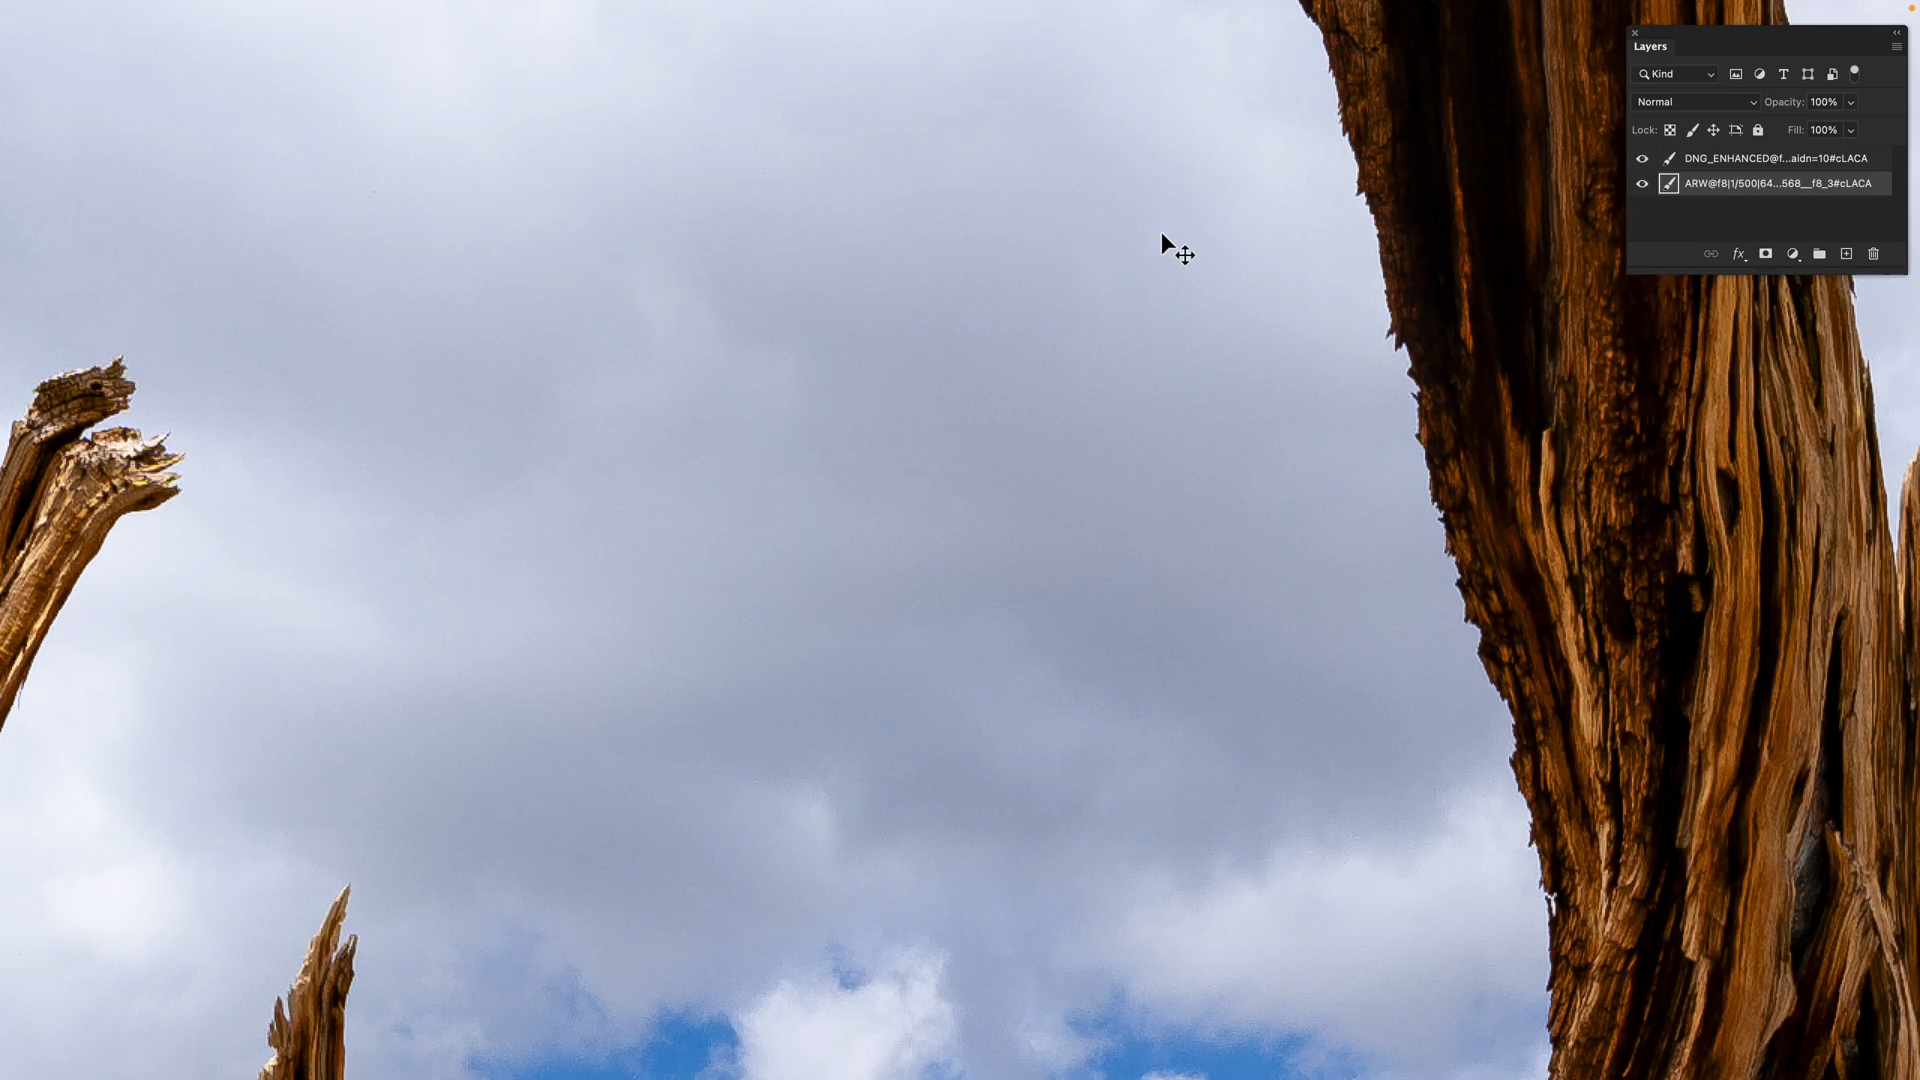 Layers
Kind
Normal Opacity: 100%
Lock: Fill: 100%
DNG_ENHANCED@f...aidn=10#cLACA
ARW@f8|1/500|64...568__f8_3#cLACA
fx